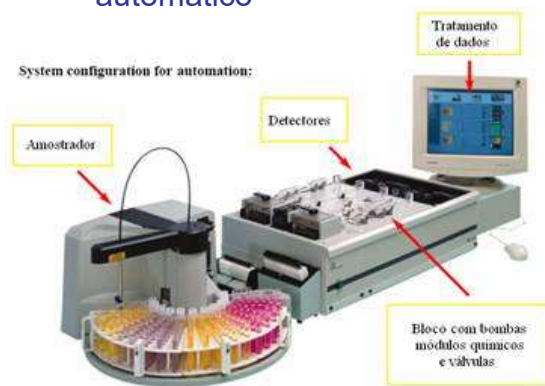 automático
Tratamento
de dados
System configuration for automation:
Detectores
Amostrador
Bloco com bombas
módulos químicos
e válvulas